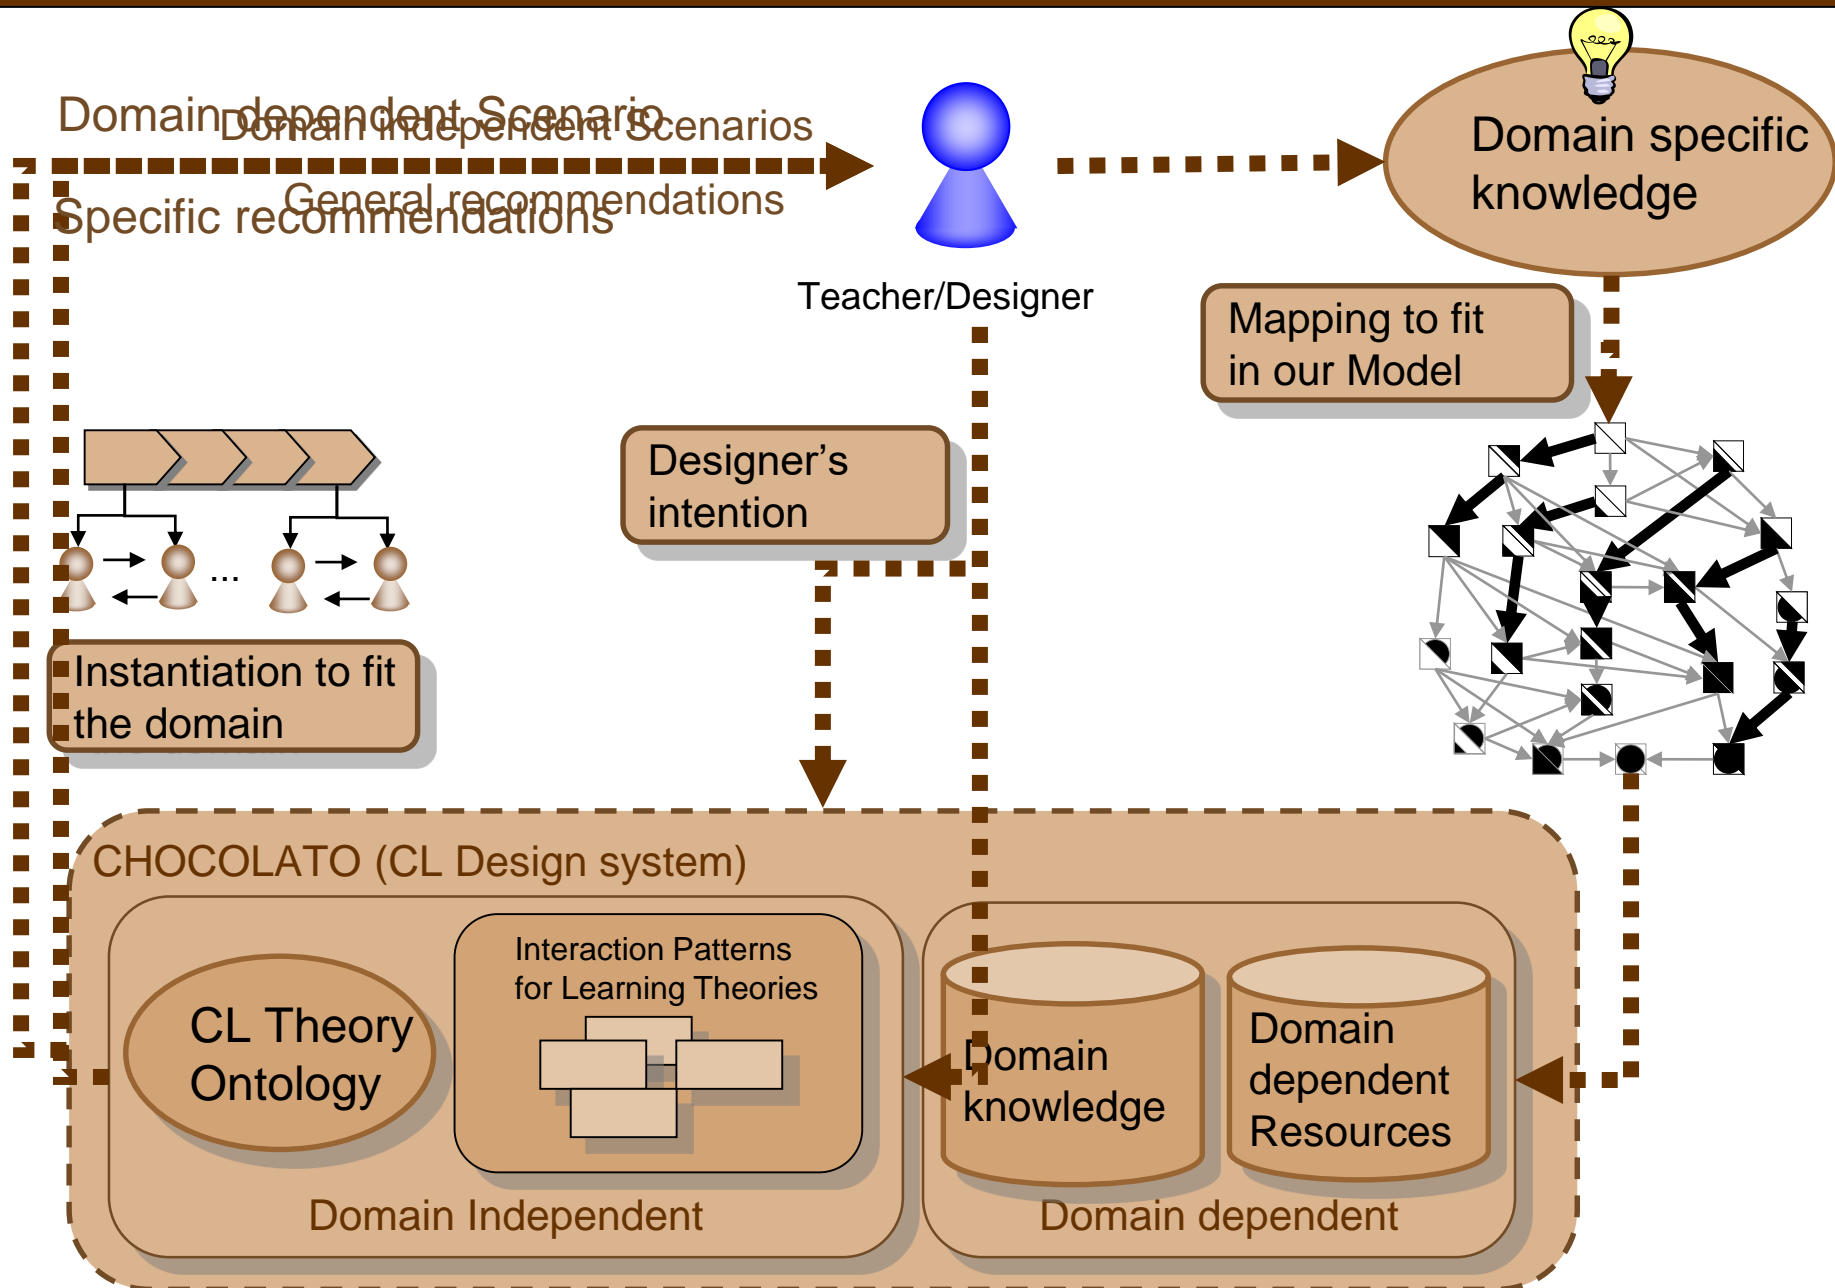 Domain dependent Scenario
Domain independent Scenarios
General recommendations
Specific recommendations
Teacher/Designer
Domain specific
knowledge
Mapping to fit
in our Model
Designer’s
intention
...
Instantiation to fit
the domain
CHOCOLATO (CL Design system)
CL Theory
Ontology
Interaction Patterns
for Learning Theories
Domain Independent
Domain
knowledge
Domain
dependent
Resources
Domain dependent